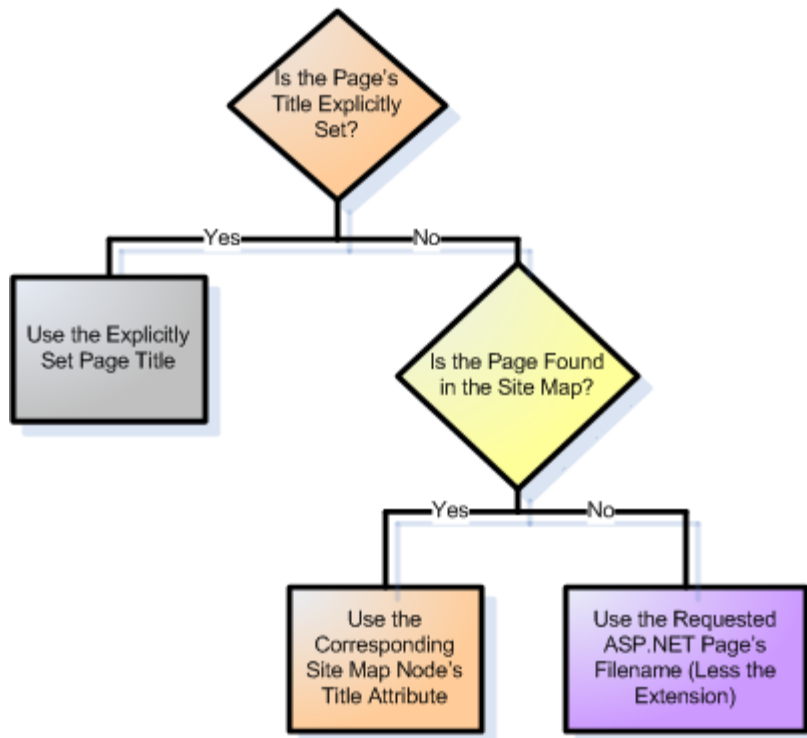 Is the Page's
Title Explicitly
Set?
Yes
No
Use the Explicitly
Set Page Title
Is the Page Found
in the Site Map?
Yes
No
Use the
Corresponding
Site Map Node's
Title Attribute
Use the Requested
ASP.NET Page's
Filename (Less the
Extension)